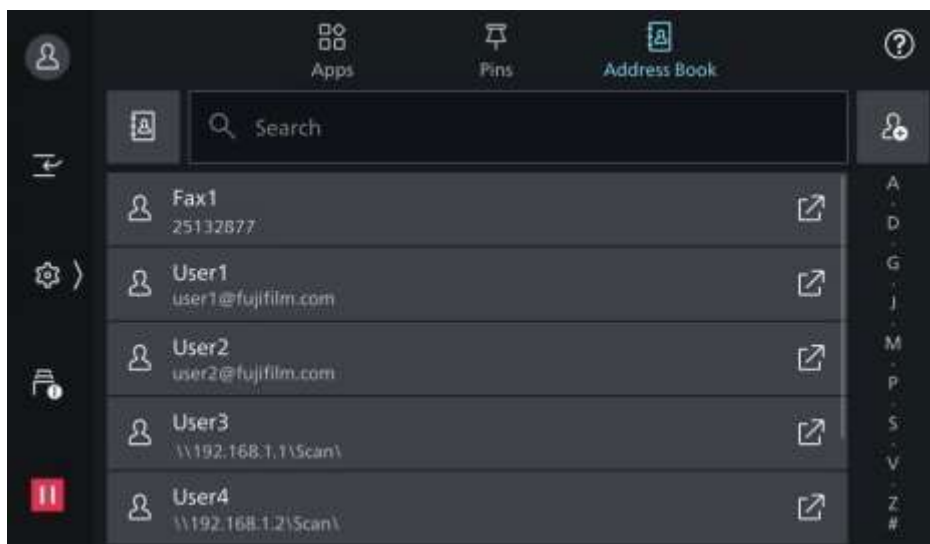 Apps
Pins
Address Book
Search
Fax1
25132877
User1
user1@fujifilm.com
User2
user2@fujifilm.com
User3
\\192.168.1.1\Scan\
User4
\\192.168.1.2\Scan\
A
D
G
J
M
P
S
V
Z
#